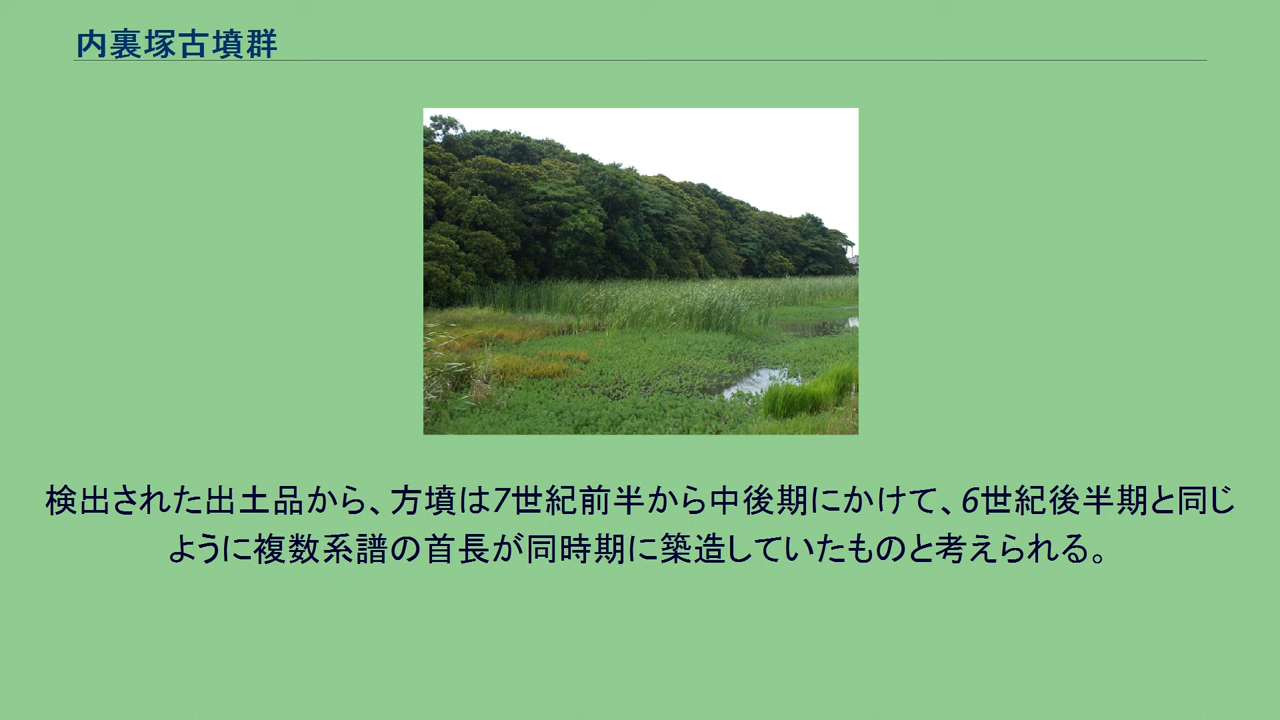 内裏塚古墳群
検出された出土品から、方墳は7世紀前半から中後期にかけて、6世紀後半期と同じ
ように複数系譜の首長が同時期に築造していたものと考えられる。